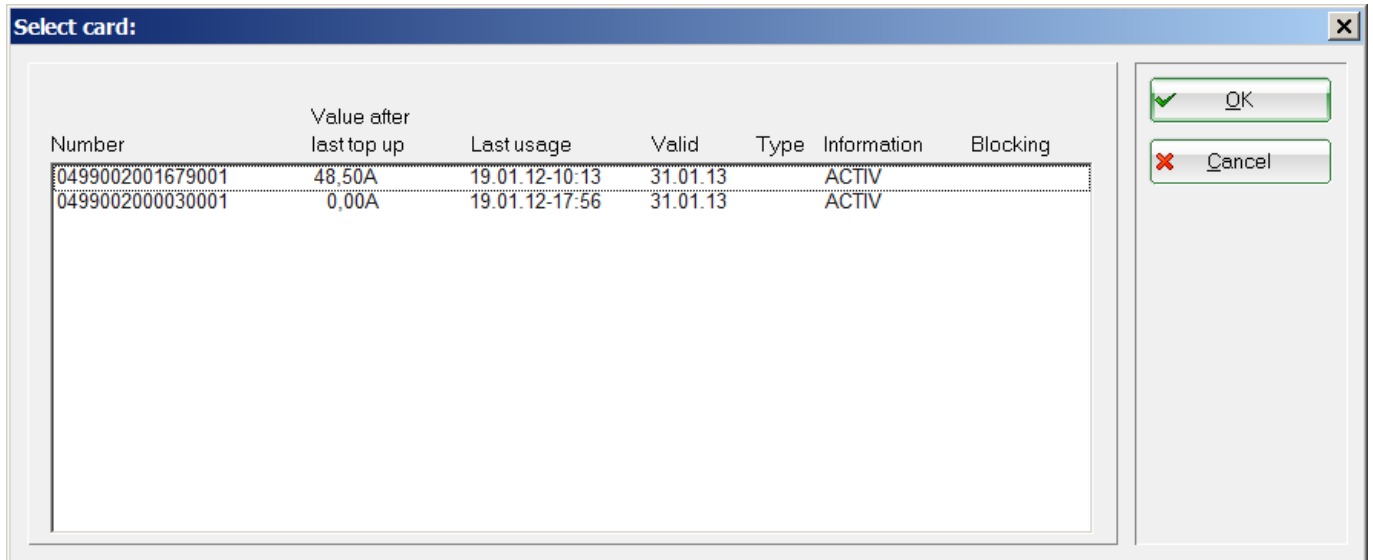 Select card:
Value after
Number last top up Last usage Valid Type Information Blocking
0499002001679001 48,50A 19.01.12-10:13 31.01.13 ACTIV
0499002000030001 0,00A 19.01.12-17:56 31.01.13 ACTIV
OK
Cancel